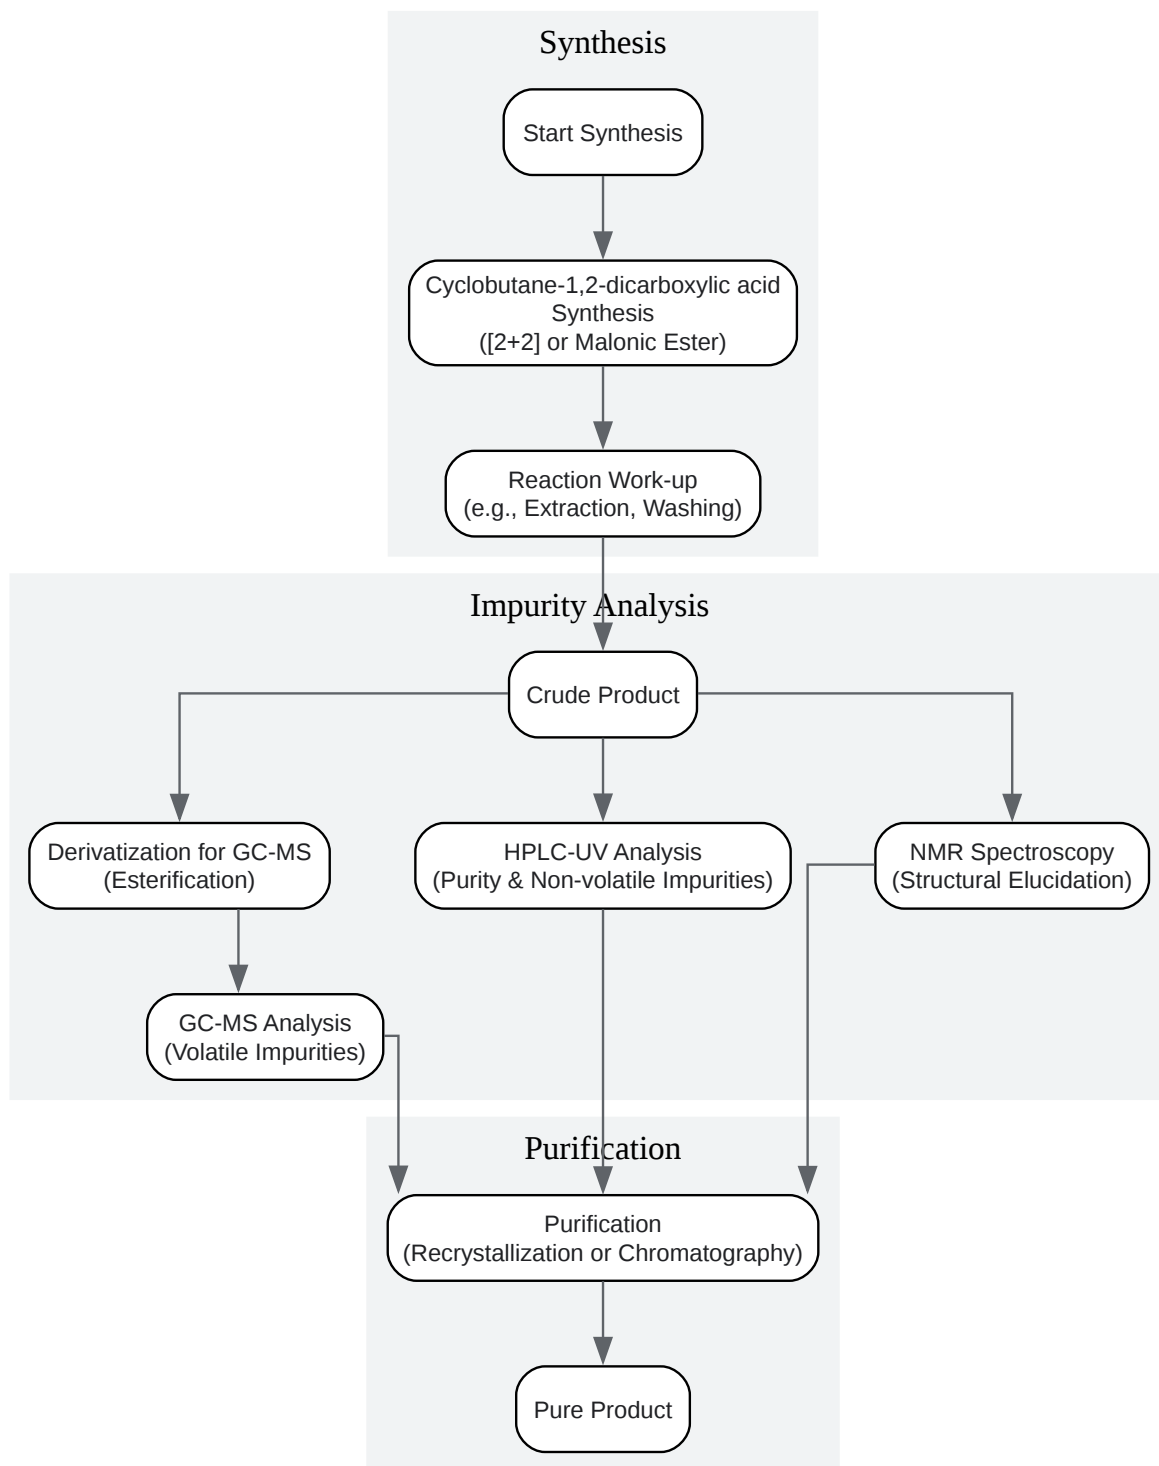 Synthesis
Start Synthesis
Cyclobutane-1,2-dicarboxylic acid
Synthesis
([2+2] or Malonic Ester)
Reaction Work-up
(e.g., Extraction, Washing)
Impurity Analysis
Crude Product
Derivatization for GC-MS
(Esterification)
HPLC-UV Analysis
(Purity & Non-volatile Impurities)
NMR Spectroscopy
(Structural Elucidation)
GC-MS Analysis
(Volatile Impurities)
Purification
Purification
(Recrystallization or Chromatography)
Pure Product